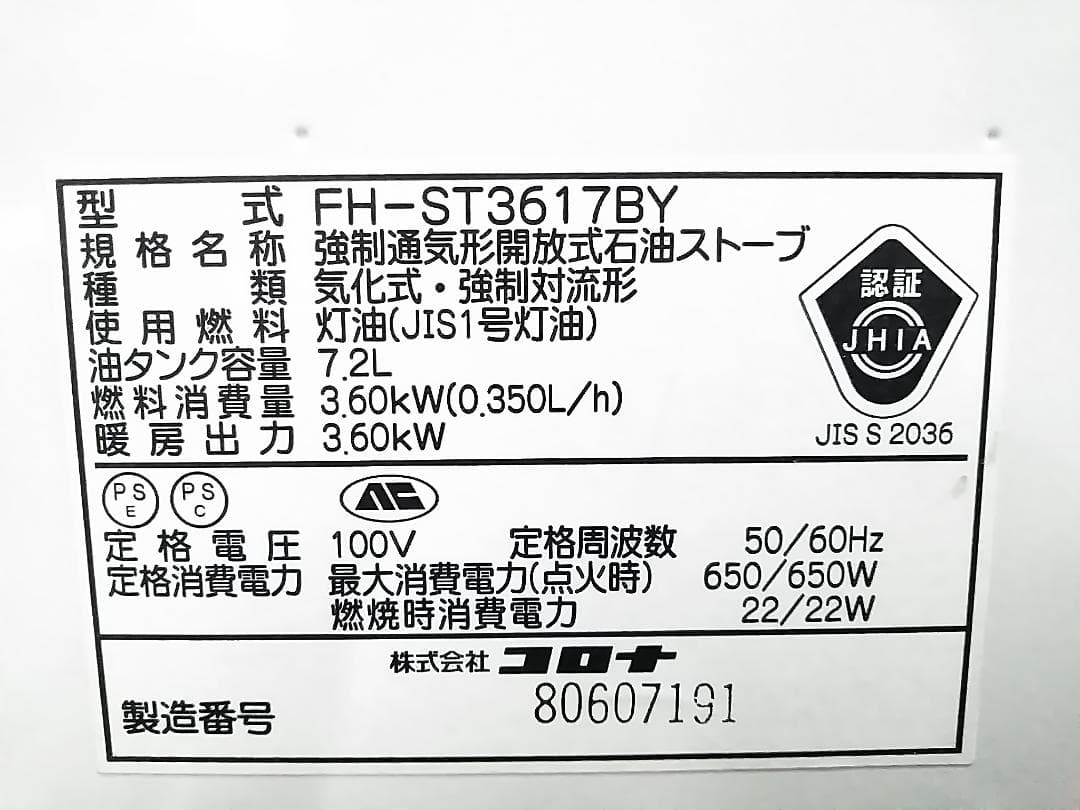 型式 FH-ST3617BY
規格名称 強制通気形開放式石油ストーブ
種類 気化式・強制対流形
使用燃料 灯油(JIS1号灯油)
油タンク容量 7.2L
燃料消費量 3.60kW(0.350L/h)
暖房出力 3.60kW
認証
JHIA
JIS S 2036
PS E PS C
定格電圧 100V 定格周波数 50/60Hz
定格消費電力 最大消費電力(点火時) 650/650W
燃焼時消費電力 22/22W
株式会社 コロナ
製造番号 80607191